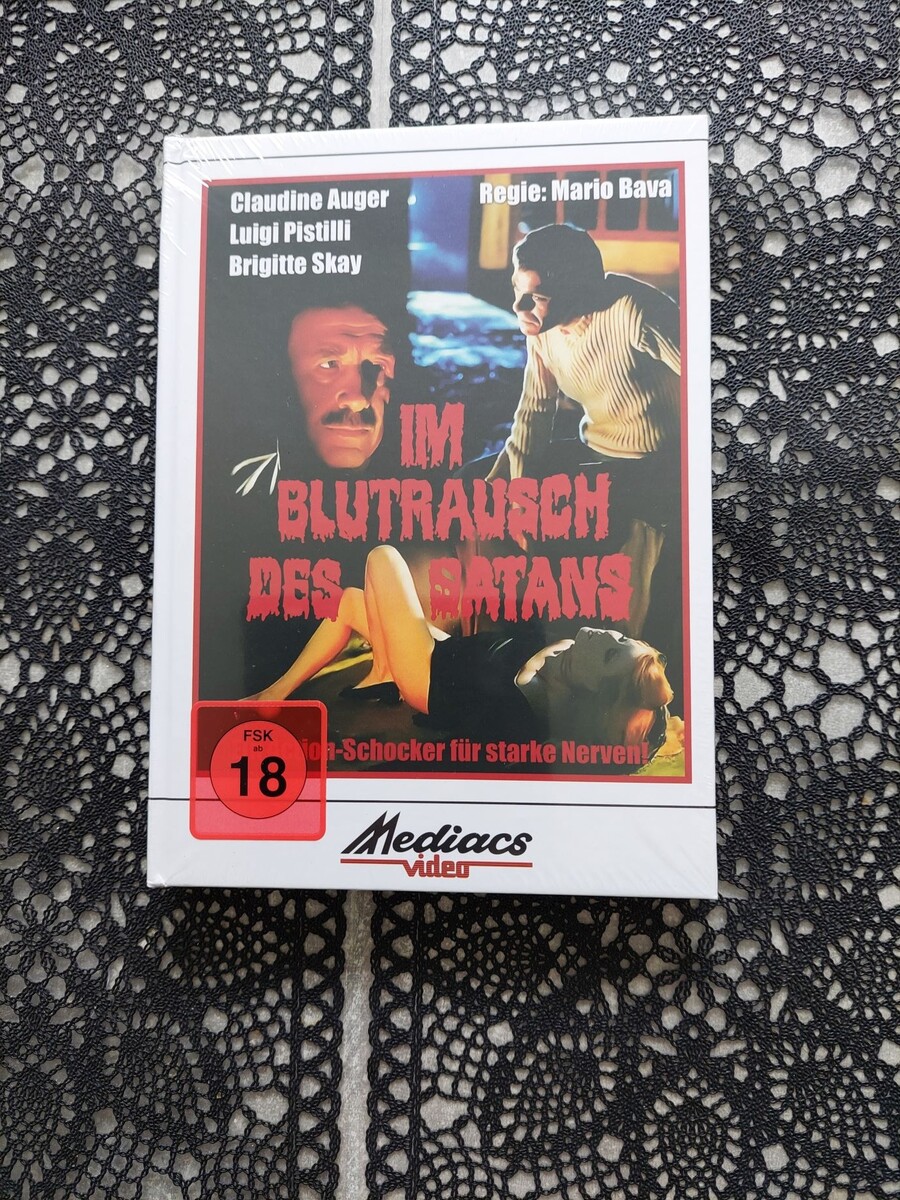 Claudine Auger
Luigi Pistilli
Brigitte Skay
Regie: Mario Bava
IM
BLUTRAUSCH
DES SATANS
-Schocker für starke Nerven!
FSK
ab
18
Mediacs
video